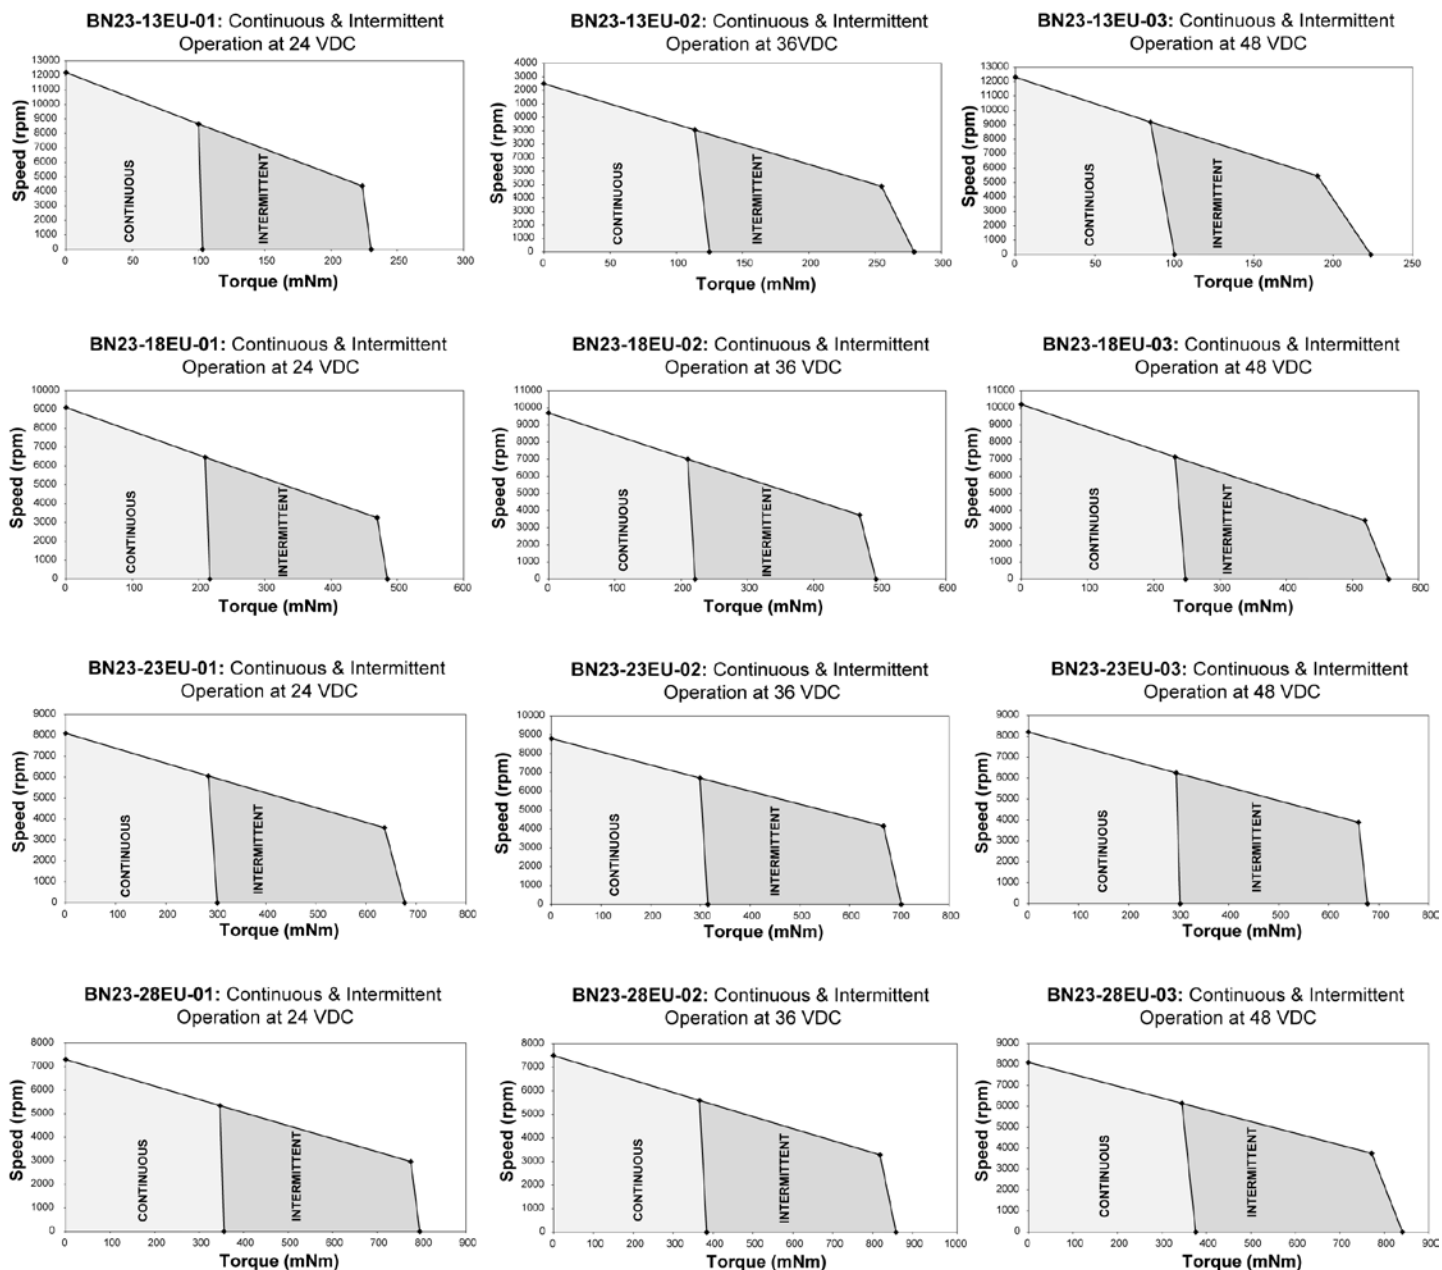 BN23-13EU-01: Continuous & Intermittent
Operation at 24 VDC
Speed (rpm)
13000
12000
11000
10000
9000
8000
7000
6000
5000
4000
3000
2000
1000
0
CONTINUOUS
INTERMITTENT
0 50 100 150 200 250 300
Torque (mNm)
BN23-13EU-02: Continuous & Intermittent
Operation at 36VDC
Speed (rpm)
4000
3000
2000
1000
0000
9000
8000
7000
6000
5000
4000
3000
2000
1000
0
CONTINUOUS
INTERMITTENT
0 50 100 150 200 250 300
Torque (mNm)
BN23-13EU-03: Continuous & Intermittent
Operation at 48 VDC
Speed (rpm)
13000
12000
11000
10000
9000
8000
7000
6000
5000
4000
3000
2000
1000
0
CONTINUOUS
INTERMITTENT
0 50 100 150 200 250
Torque (mNm)
BN23-18EU-01: Continuous & Intermittent
Operation at 24 VDC
Speed (rpm)
10000
9000
8000
7000
6000
5000
4000
3000
2000
1000
0
CONTINUOUS
INTERMITTENT
0 100 200 300 400 500 600
Torque (mNm)
BN23-18EU-02: Continuous & Intermittent
Operation at 36 VDC
Speed (rpm)
11000
10000
9000
8000
7000
6000
5000
4000
3000
2000
1000
0
CONTINUOUS
INTERMITTENT
0 100 200 300 400 500 600
Torque (mNm)
BN23-18EU-03: Continuous & Intermittent
Operation at 48 VDC
Speed (rpm)
11000
10000
9000
8000
7000
6000
5000
4000
3000
2000
1000
0
CONTINUOUS
INTERMITTENT
0 100 200 300 400 500 600
Torque (mNm)
BN23-23EU-01: Continuous & Intermittent
Operation at 24 VDC
Speed (rpm)
9000
8000
7000
6000
5000
4000
3000
2000
1000
0
CONTINUOUS
INTERMITTENT
0 100 200 300 400 500 600 700 800
Torque (mNm)
BN23-23EU-02: Continuous & Intermittent
Operation at 36 VDC
Speed (rpm)
10000
9000
8000
7000
6000
5000
4000
3000
2000
1000
0
CONTINUOUS
INTERMITTENT
0 100 200 300 400 500 600 700 800
Torque (mNm)
BN23-23EU-03: Continuous & Intermittent
Operation at 48 VDC
Speed (rpm)
9000
8000
7000
6000
5000
4000
3000
2000
1000
0
CONTINUOUS
INTERMITTENT
0 100 200 300 400 500 600 700 800
Torque (mNm)
BN23-28EU-01: Continuous & Intermittent
Operation at 24 VDC
Speed (rpm)
8000
7000
6000
5000
4000
3000
2000
1000
0
CONTINUOUS
INTERMITTENT
0 100 200 300 400 500 600 700 800 900
Torque (mNm)
BN23-28EU-02: Continuous & Intermittent
Operation at 36 VDC
Speed (rpm)
8000
7000
6000
5000
4000
3000
2000
1000
0
CONTINUOUS
INTERMITTENT
0 100 200 300 400 500 600 700 800 900 1000
Torque (mNm)
BN23-28EU-03: Continuous & Intermittent
Operation at 48 VDC
Speed (rpm)
9000
8000
7000
6000
5000
4000
3000
2000
1000
0
CONTINUOUS
INTERMITTENT
0 100 200 300 400 500 600 700 800 900
Torque (mNm)